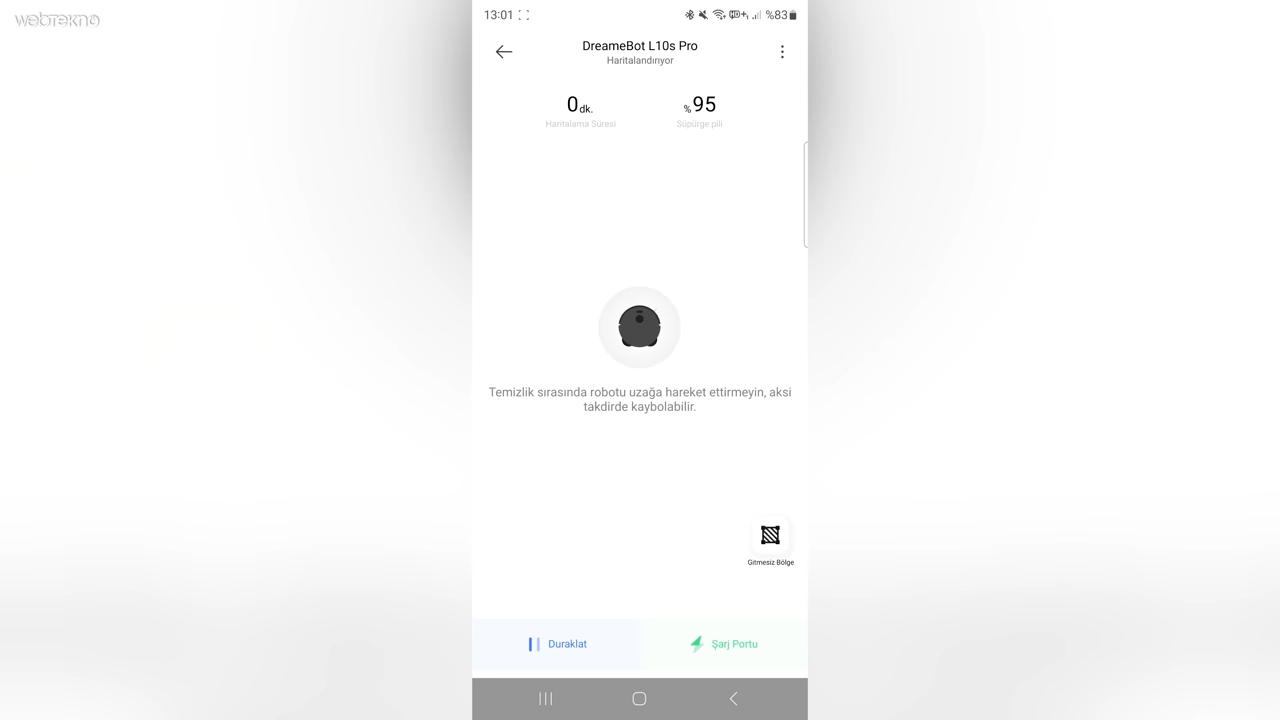 webtekno
13:01
%83
DreameBot L10s Pro
Haritalandırıyor
0dk.
%95
Haritalama Süresi
Süpürge pili
Temizlik sırasında robotu uzağa hareket ettirmeyin, aksi
takdirde kaybolabilir.
Gitmesiz Bölge
Duraklat
Şarj Portu